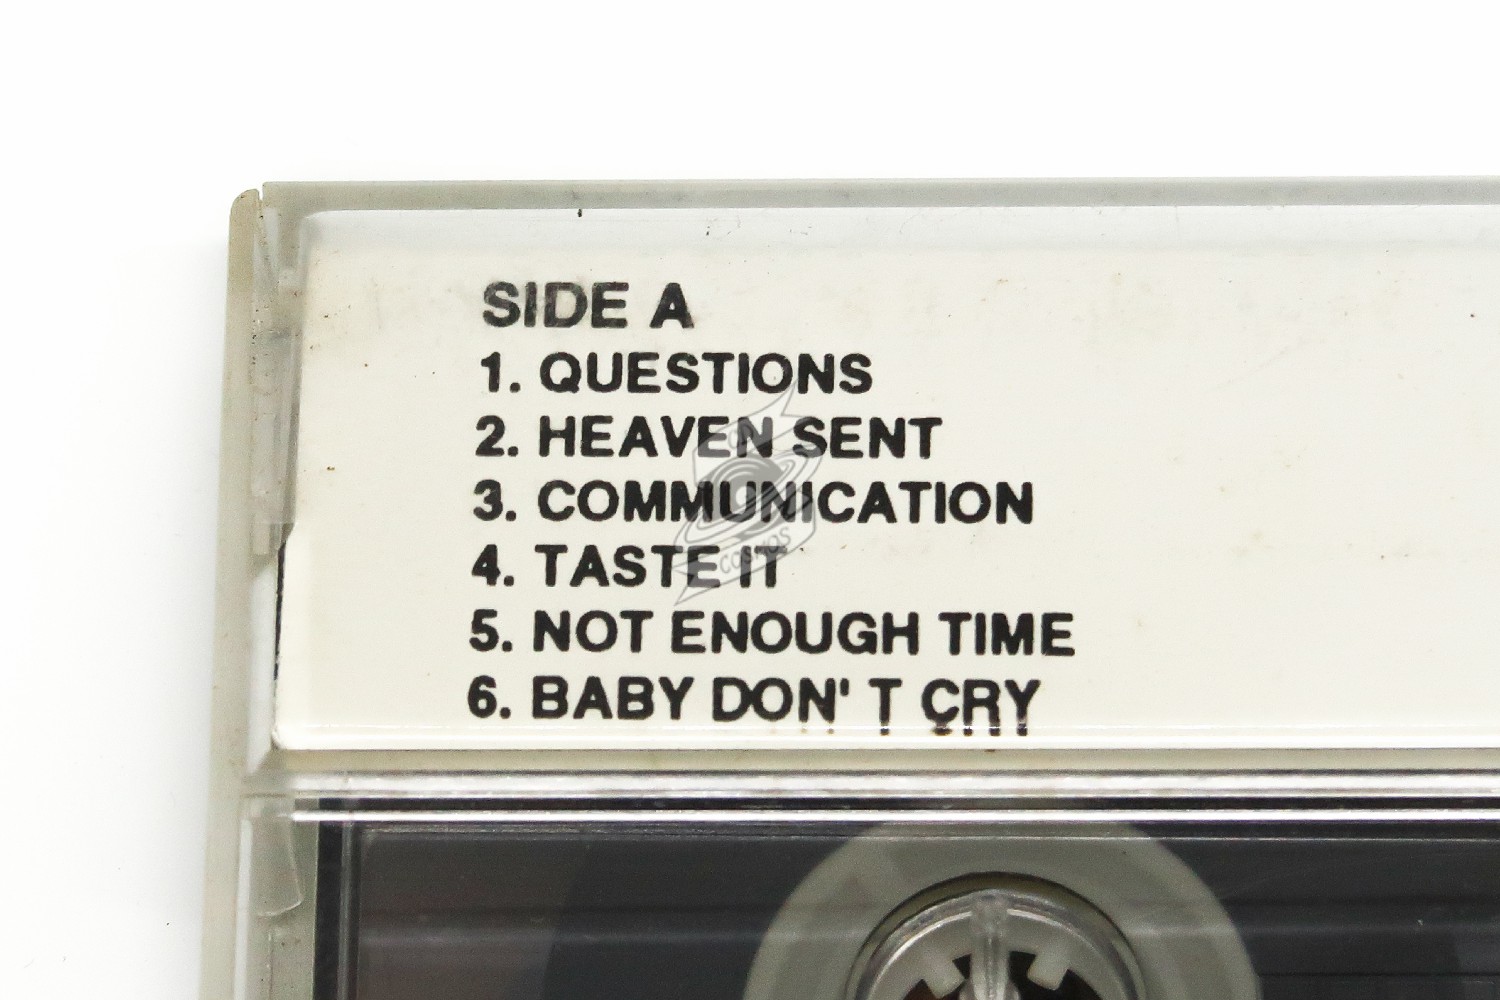 SIDE A
1. QUESTIONS
2. HEAVEN SENT
3. COMMUNICATION
4. TASTE IT
5. NOT ENOUGH TIME
6. BABY DON' T CRY
COSMOS